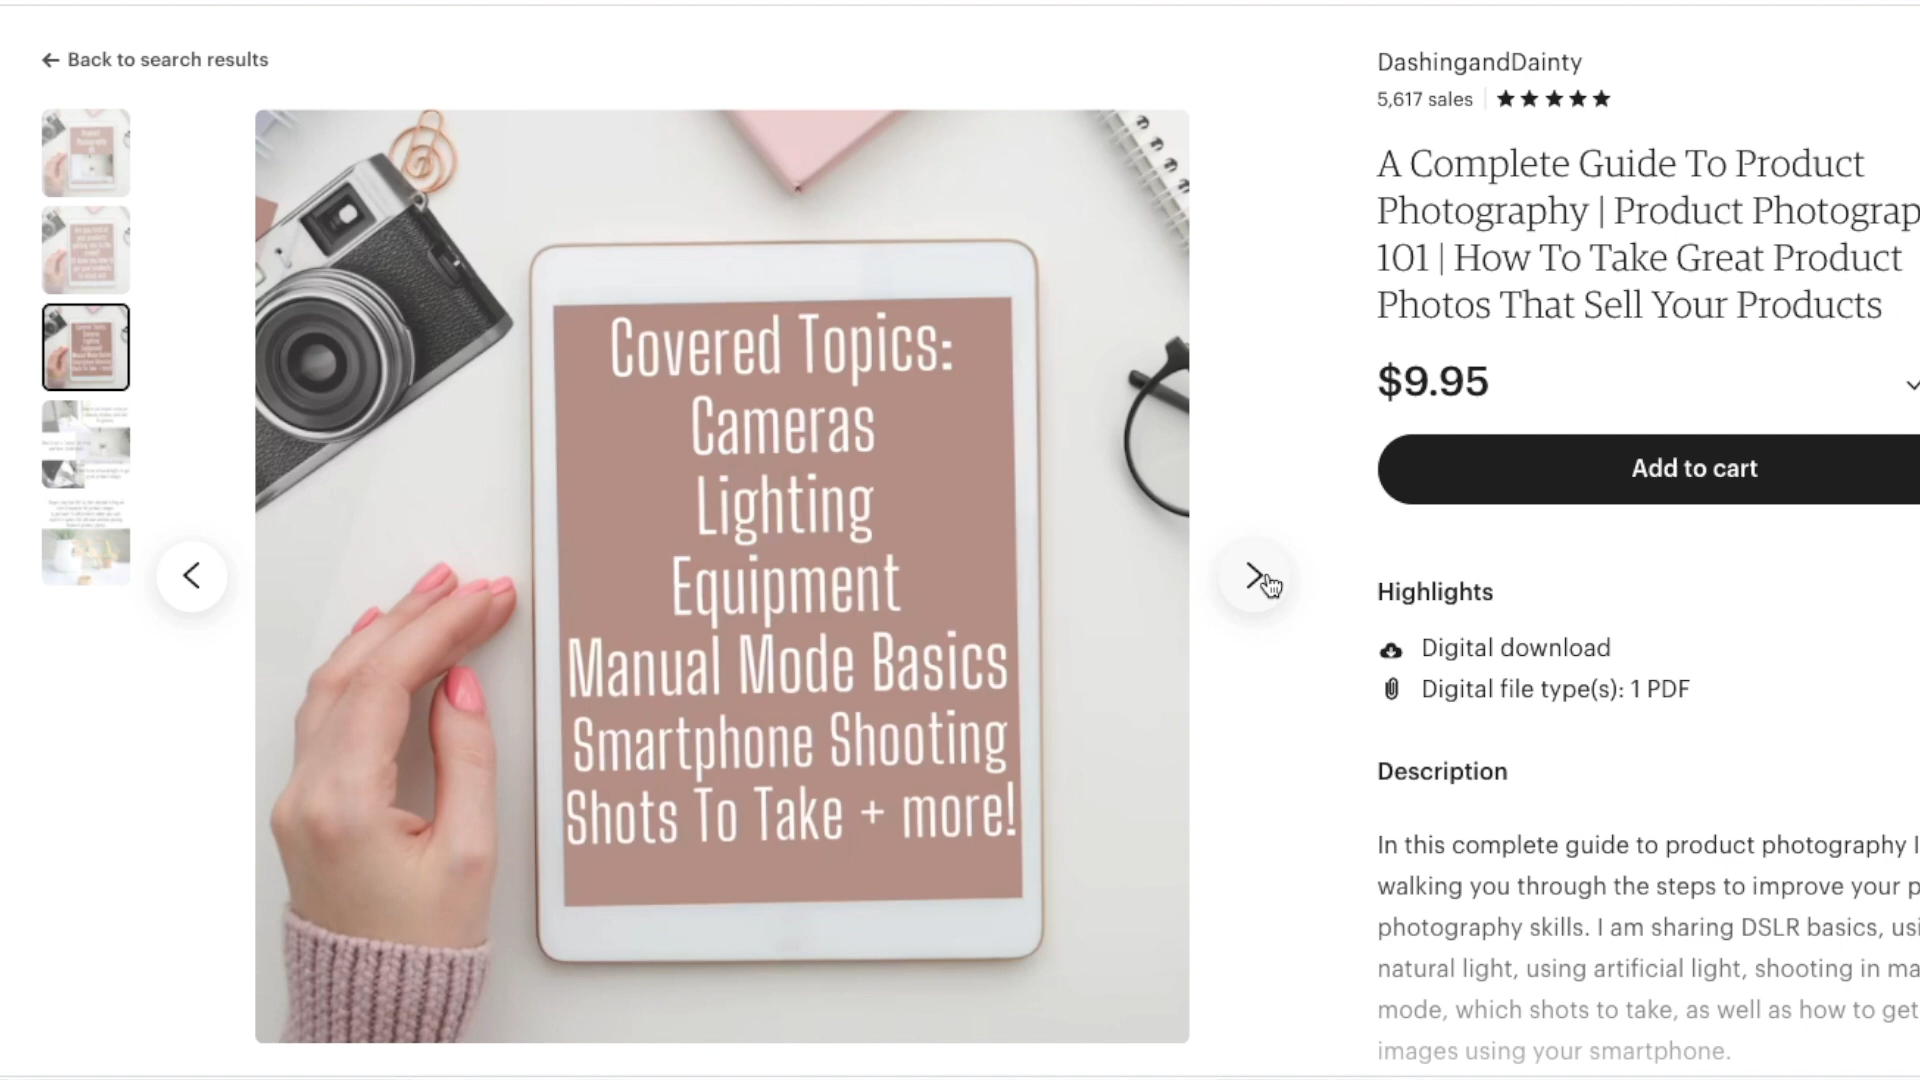 Back to search results
DashingandDainty
5,617 sales
A Complete Guide To Product
Photography | Product Photograp
101 | How To Take Great Product
Photos That Sell Your Products
$9.95
Add to cart
Highlights
Digital download
Digital file type(s): 1 PDF
Description
In this complete guide to product photography I
walking you through the steps to improve your p
photography skills. I am sharing DSLR basics, usi
natural light, using artificial light, shooting in ma
mode, which shots to take, as well as how to get
images using your smartphone.
Covered Topics:
Cameras
Lighting
Equipment
Manual Mode Basics
Smartphone Shooting
Shots To Take + more!